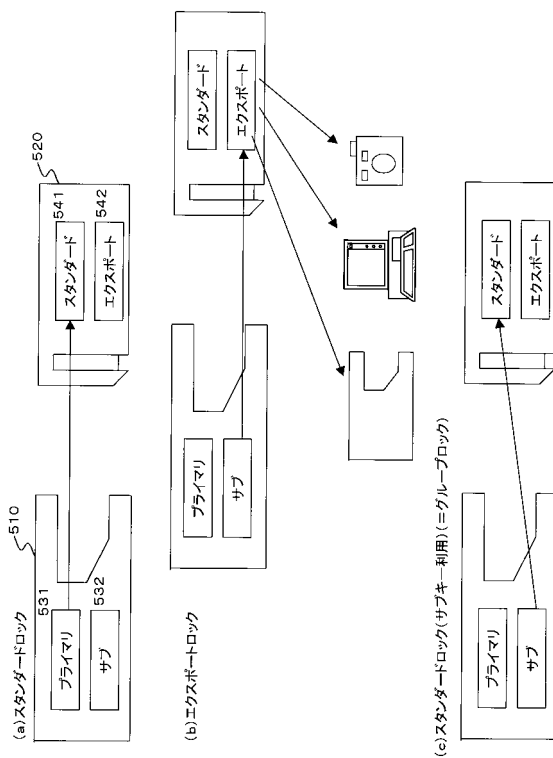 (a)スタンダードロック
510
531
プライマリ
532
サブ
520
541
スタンダード
542
エクスポート
(b)エクスポートロック
プライマリ
サブ
スタンダード
エクスポート
(c)スタンダードロック(サブキー利用)(=グループロック)
プライマリ
サブ
スタンダード
エクスポート